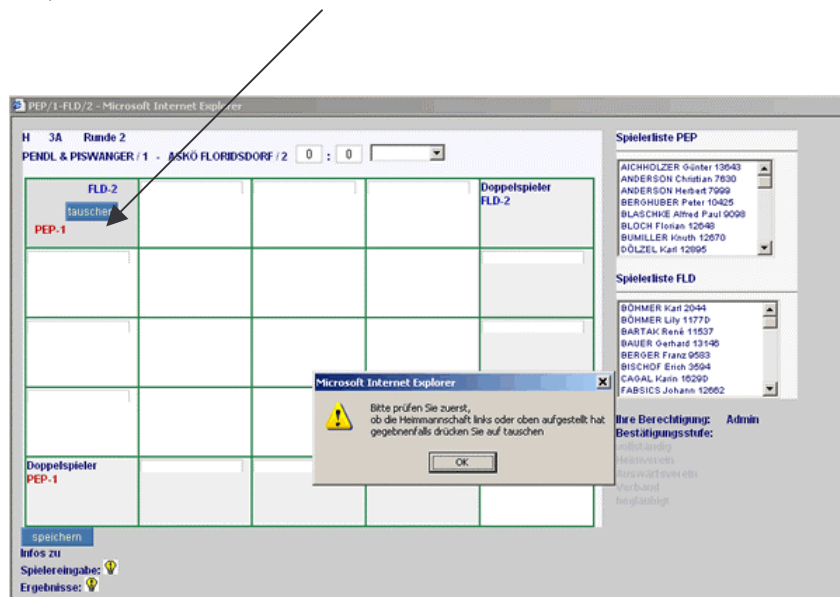 PEP/1-FLD/2 - Microsoft Internet Explorer
H 3A Runde 2
PENDL & PISWANGER / 1 - ASKÖ FLORIDSDORF / 2 0 : 0
FLD-2
tauschen
PEP-1
Doppelspieler
FLD-2
Doppelspieler
PEP-1
speichern
Infos zu
Spielereingabe:
Ergebnisse:
Spielerliste PEP
AICHHOLZER Günter 13643
ANDERSON Christian 7630
ANDERSON Herbert 7999
BERGHUBER Peter 10425
BLASCHKE Alfred Paul 9098
BLOCH Florian 12648
BUMILLER Knuth 12670
DÖLZEL Karl 12895
Spielerliste FLD
BÖHMER Karl 2044
BÖHMER Lily 1177D
BARTAK René 11537
BAUER Gerhard 13146
BERGER Franz 9583
BISCHOF Erich 3594
CAGAL Karin 1629D
FABSICS Johann 12662
Microsoft Internet Explorer
Bitte prüfen Sie zuerst,
ob die Heimmannschaft links oder oben aufgestellt hat
gegebnenfalls drücken Sie auf tauschen
OK
Ihre Berechtigung: Admin
Bestätigungsstufe:
vollständig
Heimverein
Auswärtsverein
Verband
beglaubigt